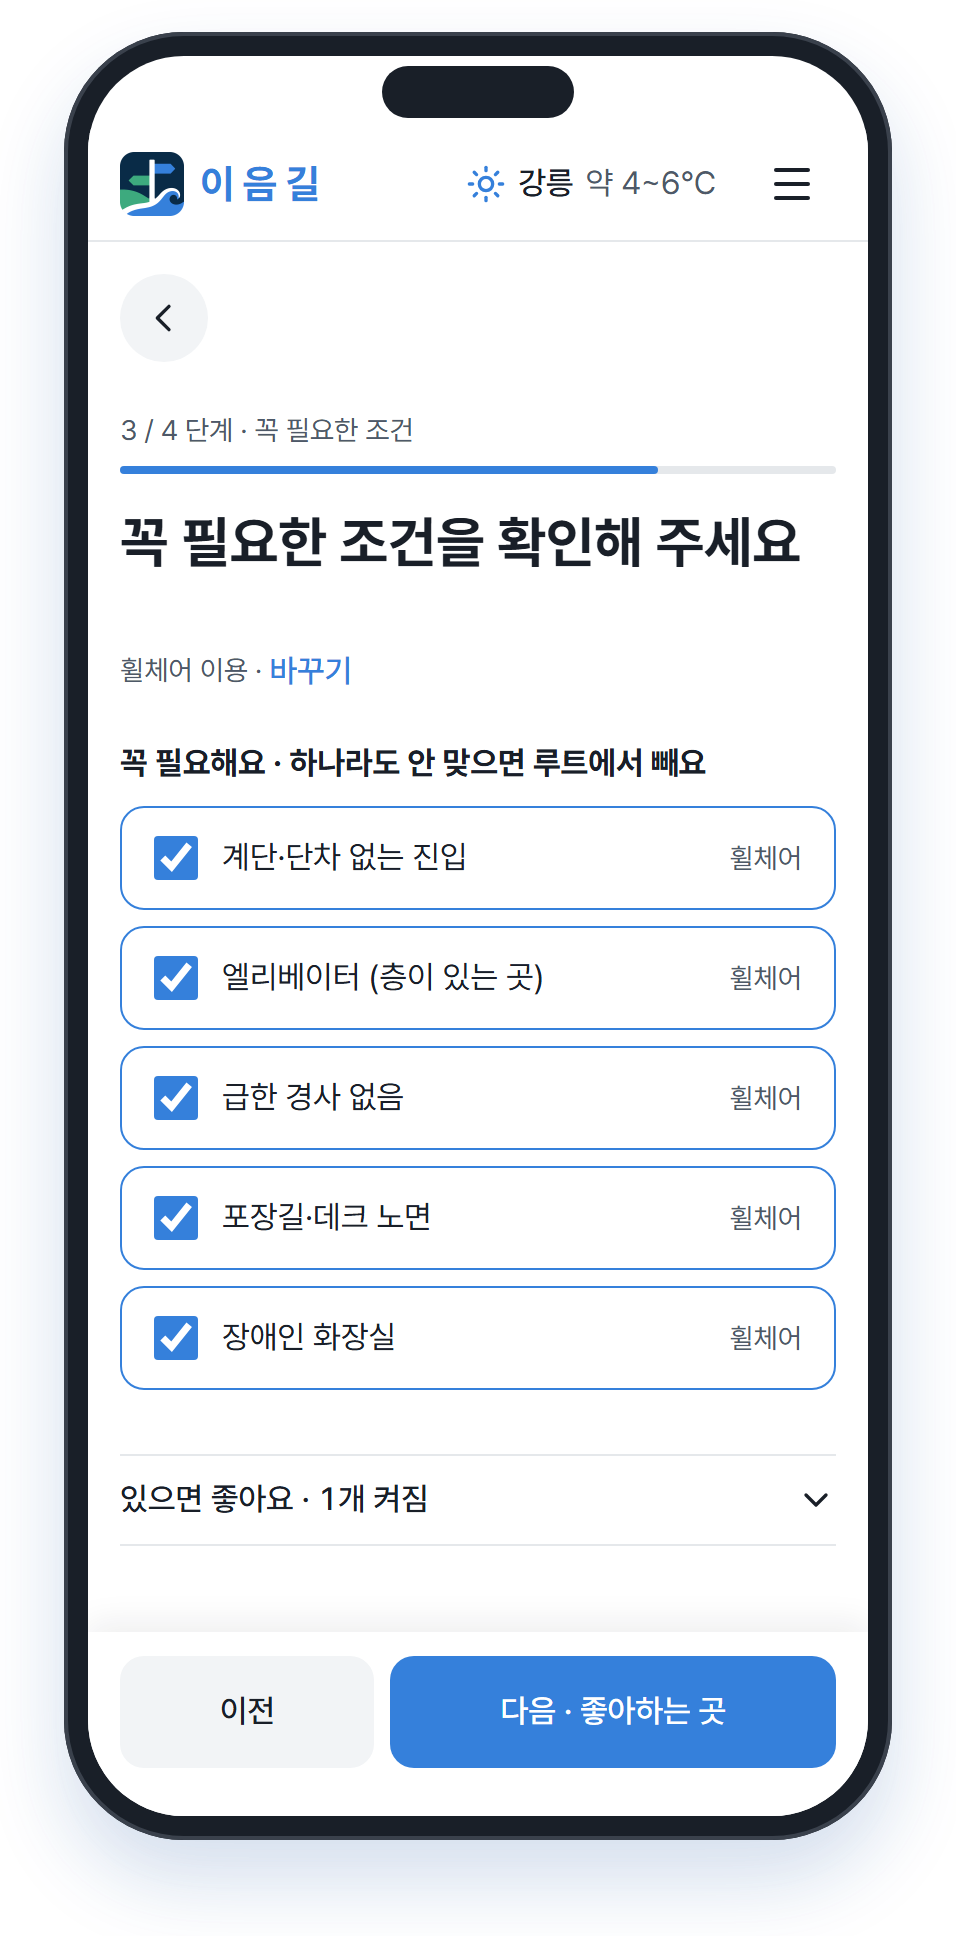 이음길
강릉 약 4~6°C
3 / 4 단계 · 꼭 필요한 조건
꼭 필요한 조건을 확인해 주세요
휠체어 이용 · 바꾸기
꼭 필요해요 · 하나라도 안 맞으면 루트에서 빼요
계단·단차 없는 진입 휠체어
엘리베이터 (층이 있는 곳) 휠체어
급한 경사 없음 휠체어
포장길·데크 노면 휠체어
장애인 화장실 휠체어
있으면 좋아요 · 1개 켜짐
이전 다음 · 좋아하는 곳